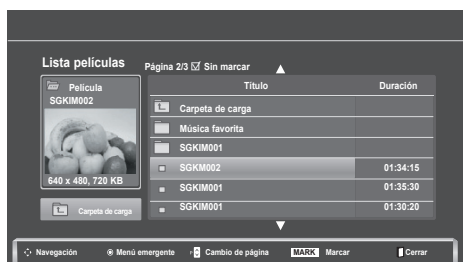 Lista películas
Página 2/3 Sin marcar
Película
SGKIM002
640 x 480, 720 KB
Carpeta de carga
Título Duración
Carpeta de carga
Música favorita
SGKIM001
SGKM002 01:34:15
SGKIM001 01:35:30
SGKIM001 01:30:20
Navegación Menú emergente Cambio de página MARK Marcar Cerrar